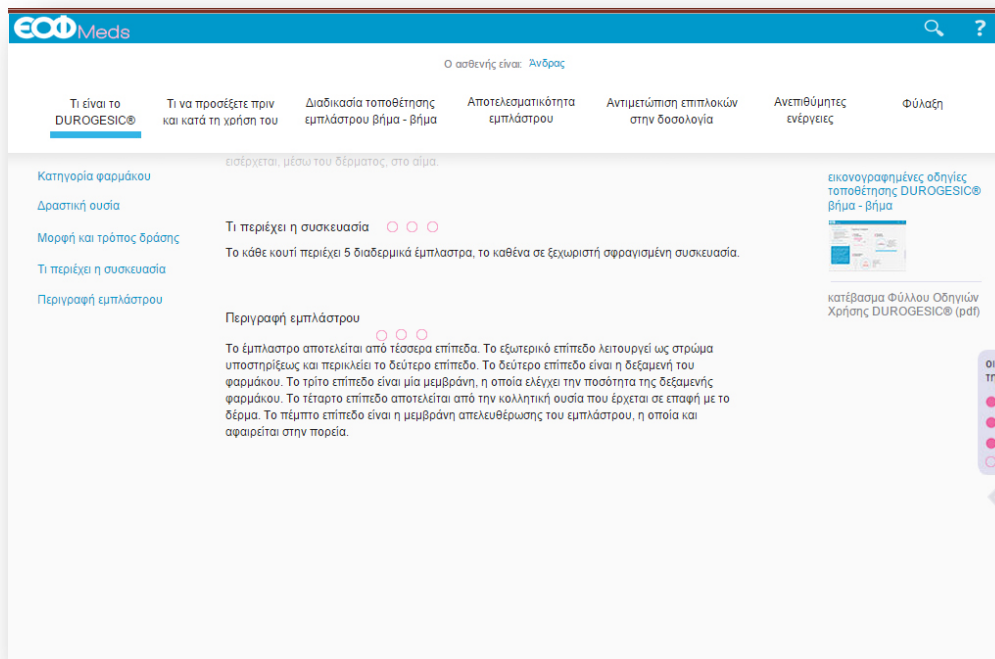 ΕΟΦMeds
?
Ο ασθενής είναι: Άνδρας
Τι είναι το
DUROGESIC®
Τι να προσέξετε πριν
και κατά τη χρήση του
Διαδικασία τοποθέτησης
εμπλάστρου βήμα - βήμα
Αποτελεσματικότητα
εμπλάστρου
Αντιμετώπιση επιπλοκών
στην δοσολογία
Ανεπιθύμητες
ενέργειες
Φύλαξη
Κατηγορία φαρμάκου
Δραστική ουσία
Μορφή και τρόπος δράσης
Τι περιέχει η συσκευασία
Περιγραφή εμπλάστρου
εισέρχεται, μέσω του δέρματος, στο αίμα.
Τι περιέχει η συσκευασία
Το κάθε κουτί περιέχει 5 διαδερμικά έμπλαστρα, το καθένα σε ξεχωριστή σφραγισμένη συσκευασία.
Περιγραφή εμπλάστρου
Το έμπλαστρο αποτελείται από τέσσερα επίπεδα. Το εξωτερικό επίπεδο λειτουργεί ως στρώμα
υποστηρίξεως και περικλείει το δεύτερο επίπεδο. Το δεύτερο επίπεδο είναι η δεξαμενή του
φαρμάκου. Το τρίτο επίπεδο είναι μία μεμβράνη, η οποία ελέγχει την ποσότητα της δεξαμενής
φαρμάκου. Το τέταρτο επίπεδο αποτελείται από την κολλητική ουσία που έρχεται σε επαφή με το
δέρμα. Το πέμπτο επίπεδο είναι η μεμβράνη απελευθέρωσης του εμπλάστρου, η οποία και
αφαιρείται στην πορεία.
εικονογραφημένες οδηγίες
τοποθέτησης DUROGESIC®
βήμα - βήμα
κατέβασμα Φύλλου Οδηγιών
Χρήσης DUROGESIC® (pdf)